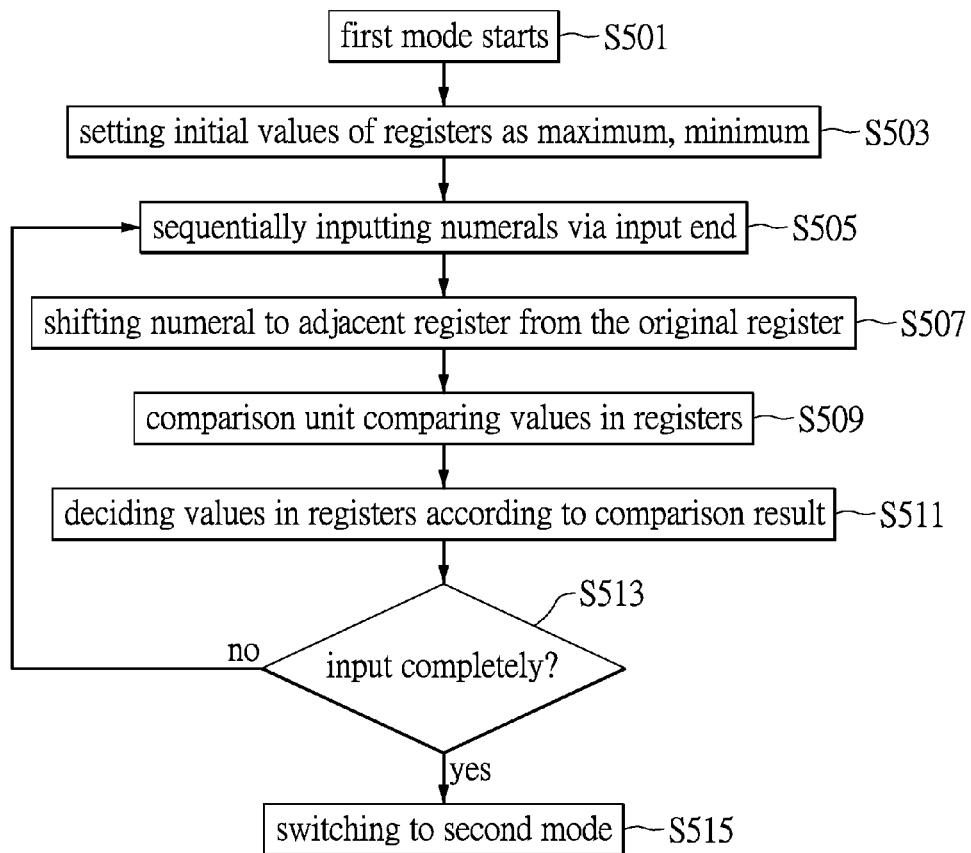 first mode starts S501
setting initial values of registers as maximum, minimum S503
sequentially inputting numerals via input end S505
shifting numeral to adjacent register from the original register S507
comparison unit comparing values in registers S509
deciding values in registers according to comparison result S511
S513
no
input completely?
yes
switching to second mode S515